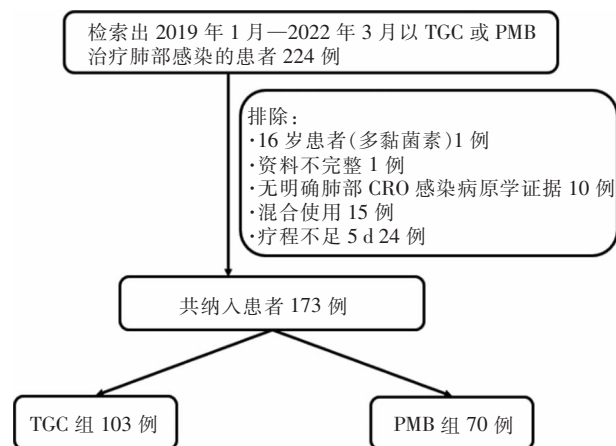 检索出 2019 年 1 月—2022 年 3 月以 TGC 或 PMB
治疗肺部感染的患者 224 例
排除：
·16 岁患者(多黏菌素)1 例
·资料不完整 1 例
·无明确肺部 CRO 感染病原学证据 10 例
·混合使用 15 例
·疗程不足 5 d 24 例
共纳入患者 173 例
TGC 组 103 例
PMB 组 70 例